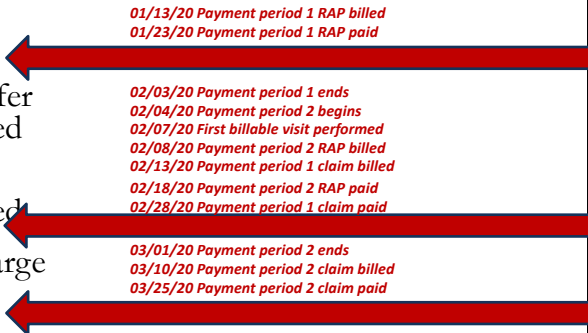 01/13/20 Payment period 1 RAP billed
01/23/20 Payment period 1 RAP paid
02/03/20 Payment period 1 ends
02/04/20 Payment period 2 begins
02/07/20 First billable visit performed
02/08/20 Payment period 2 RAP billed
02/13/20 Payment period 1 claim billed
02/18/20 Payment period 2 RAP paid
02/28/20 Payment period 1 claim paid
03/01/20 Payment period 2 ends
03/10/20 Payment period 2 claim billed
03/25/20 Payment period 2 claim paid